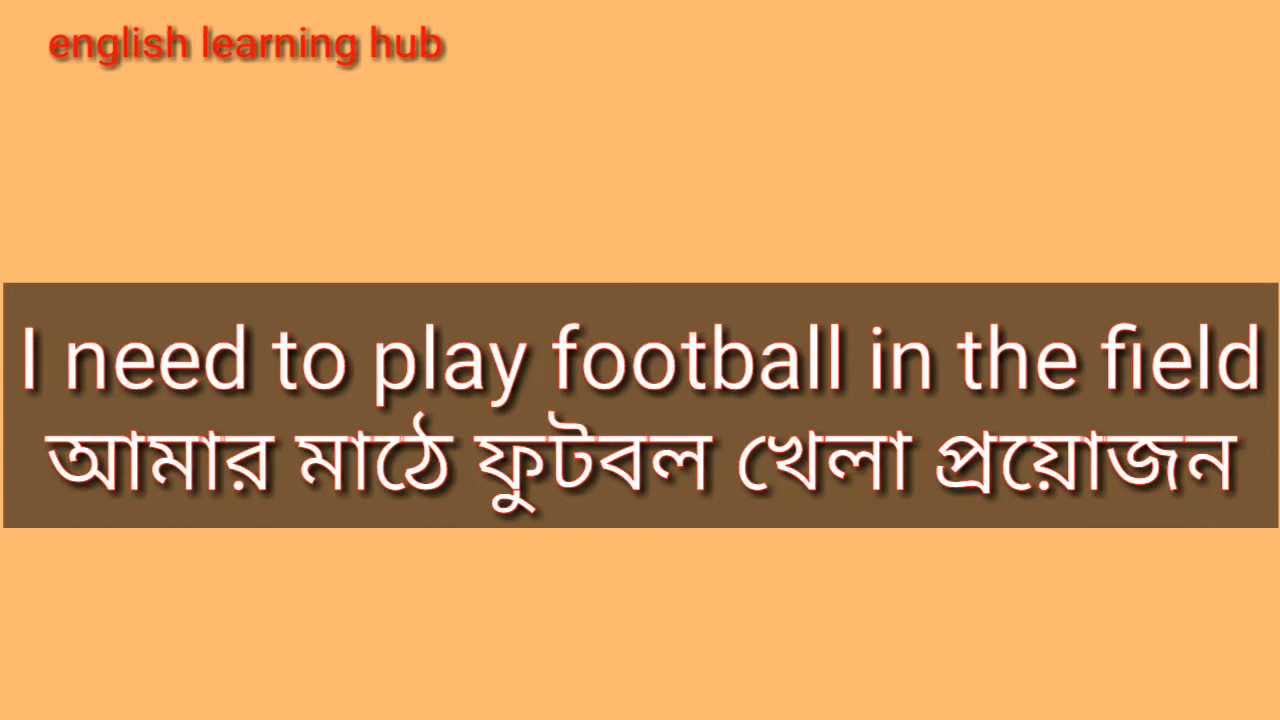 english learning hub
I need to play football in the field
আমার মাঠে ফুটবল খেলা প্রয়োজন